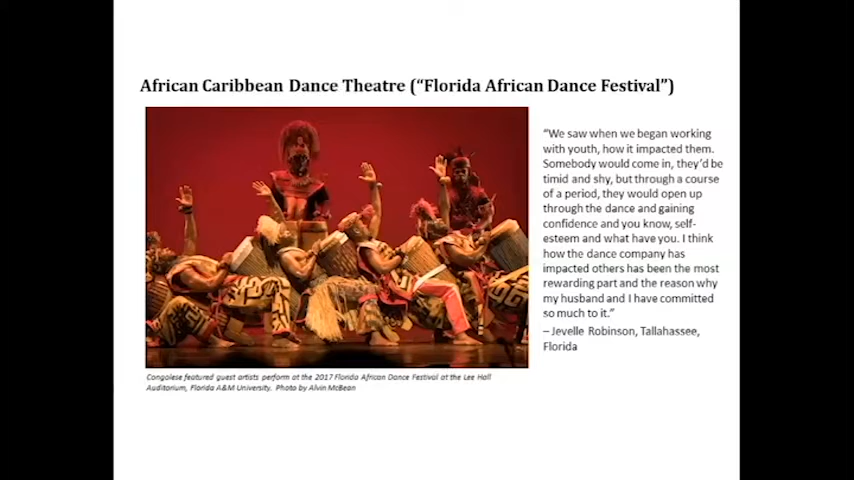 African Caribbean Dance Theatre (“Florida African Dance Festival”)
“We saw when we began working
with youth, how it impacted them.
Somebody would come in, they’d be
timid and shy, but through a course
of a period, they would open up
through the dance and gaining
confidence and you know, self-
esteem and what have you. I think
how the dance company has
impacted others has been the most
rewarding part and the reason why
my husband and I have committed
so much to it.”
– Jevelle Robinson, Tallahassee,
Florida
Congolese featured guest artists perform at the 2017 Florida African Dance Festival at the Lee Hall
Auditorium, Florida A&M University. Photo by Alvin McBean